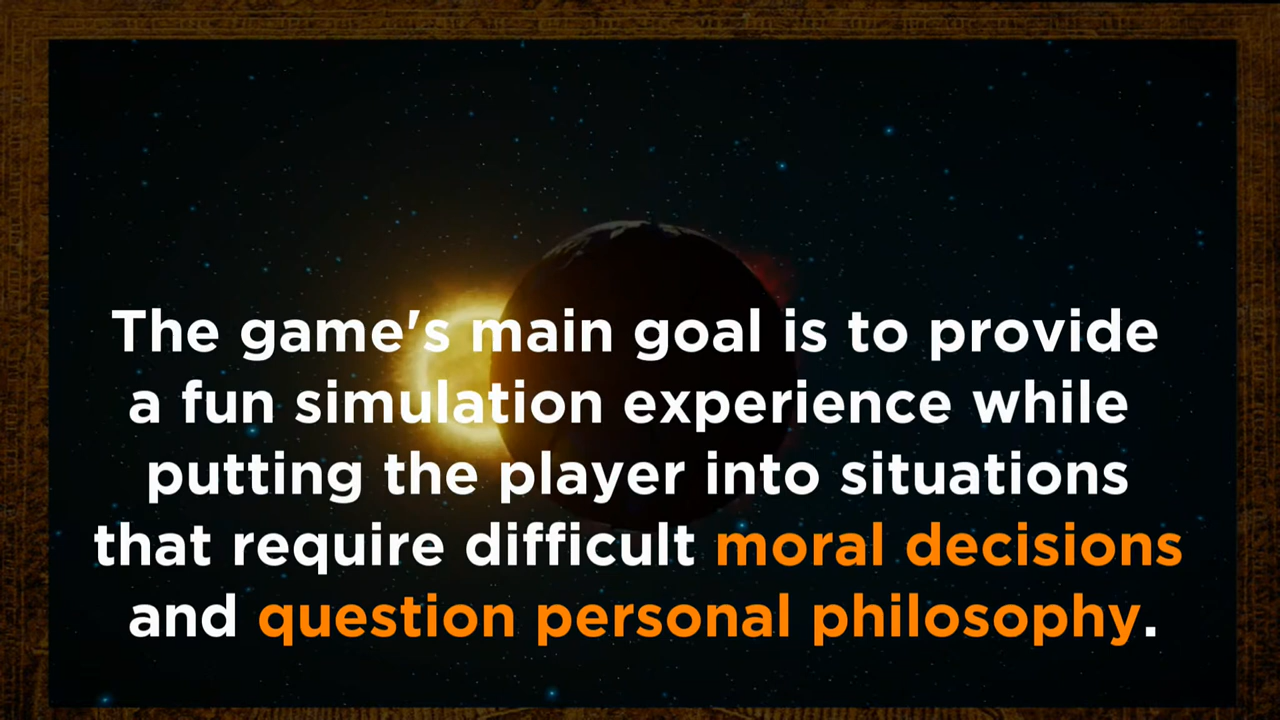 The game's main goal is to provide
a fun simulation experience while
putting the player into situations
that require difficult moral decisions
and question personal philosophy.